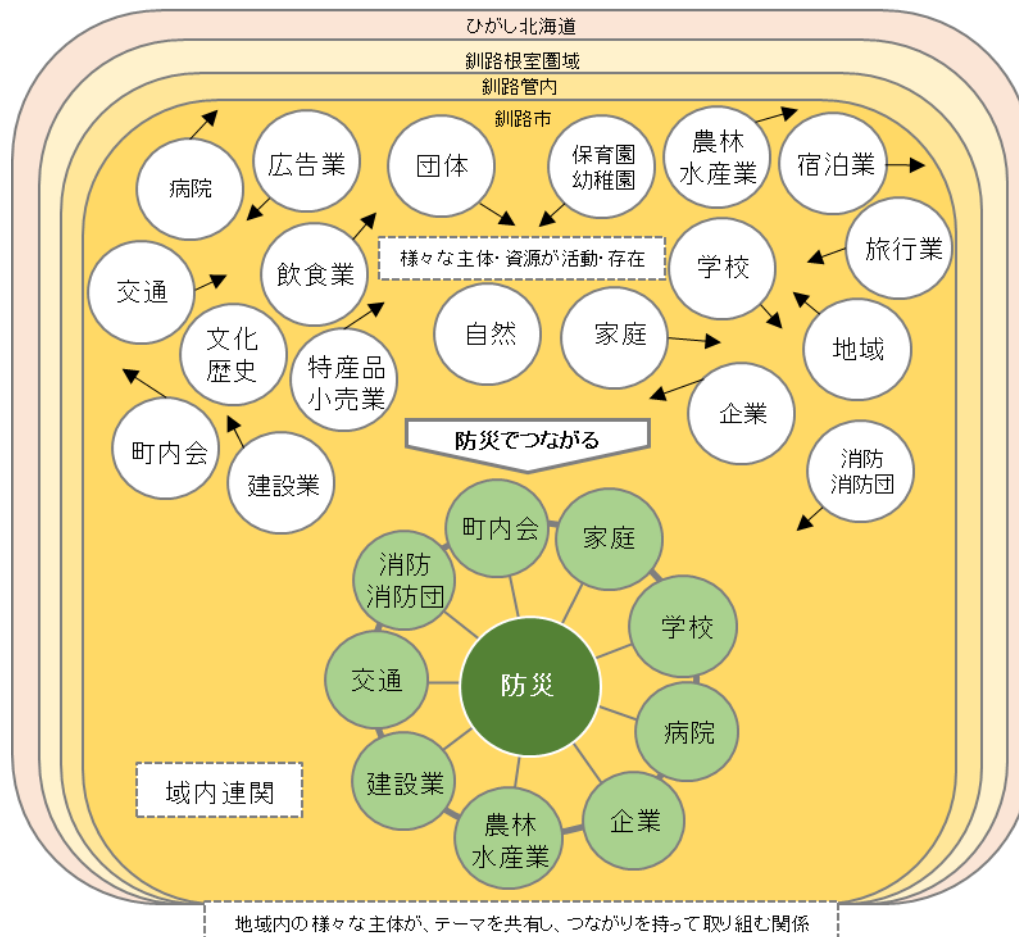 ひがし北海道
釧路根室圏域
釧路管内
釧路市
病院
広告業
団体
保育園
幼稚園
農林
水産業
宿泊業
交通
飲食業
様々な主体・資源が活動・存在
学校
旅行業
文化
歴史
特産品
小売業
自然
家庭
地域
町内会
建設業
企業
消防
消防団
防災でつながる
町内会
家庭
消防
消防団
学校
交通
防災
病院
建設業
農林
水産業
企業
域内連関
地域内の様々な主体が、テーマを共有し、つながりを持って取り組む関係